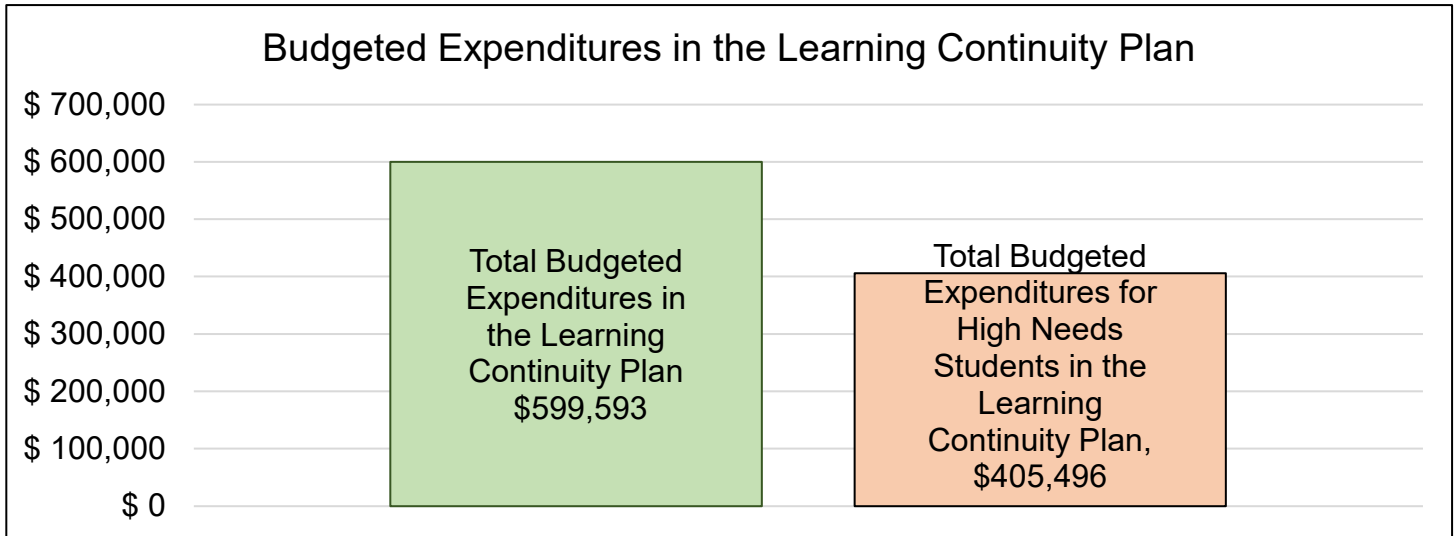 Budgeted Expenditures in the Learning Continuity Plan
$ 700,000
$ 600,000
$ 500,000
$ 400,000
$ 300,000
$ 200,000
$ 100,000
$ 0
Total Budgeted
Expenditures in
the Learning
Continuity Plan
$599,593
Total Budgeted
Expenditures for
High Needs
Students in the
Learning
Continuity Plan,
$405,496